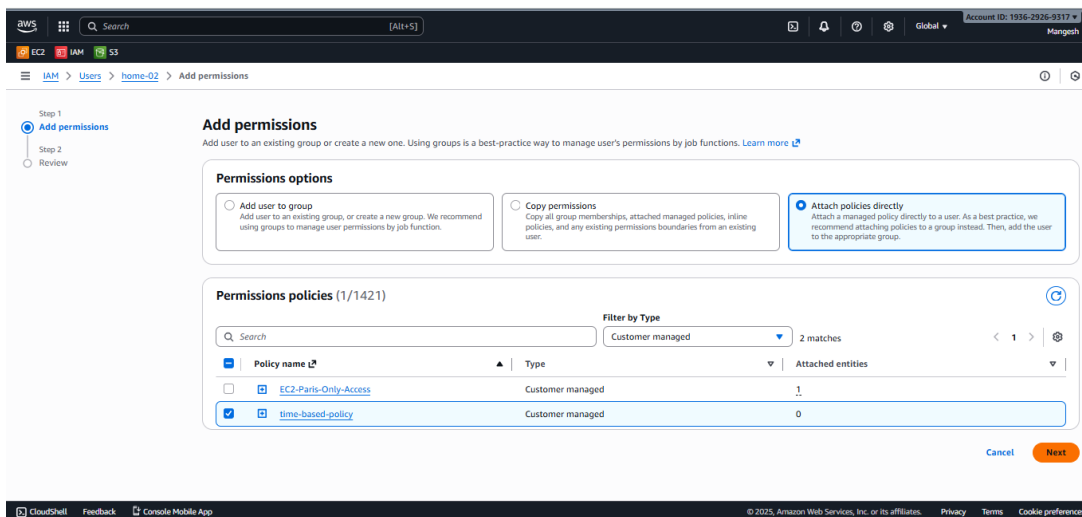 aws
Search [Alt+S]
Global
Account ID: 1936-2926-9317
Mangesh
EC2 IAM S3
IAM > Users > home-02 > Add permissions
Step 1
Add permissions
Step 2
Review
Add permissions
Add user to an existing group or create a new one. Using groups is a best-practice way to manage user's permissions by job functions. Learn more
Permissions options
Add user to group
Add user to an existing group, or create a new group. We recommend
using groups to manage user permissions by job function.
Copy permissions
Copy all group memberships, attached managed policies, inline
policies, and any existing permissions boundaries from an existing
user.
Attach policies directly
Attach a managed policy directly to a user. As a best practice, we
recommend attaching policies to a group instead. Then, add the user
to the appropriate group.
Permissions policies (1/1421)
Filter by Type
Search
Customer managed
2 matches
< 1 >
Policy name Type Attached entities
EC2-Paris-Only-Access Customer managed 1
time-based-policy Customer managed 0
Cancel Next
CloudShell Feedback Console Mobile App © 2025, Amazon Web Services, Inc. or its affiliates. Privacy Terms Cookie preference